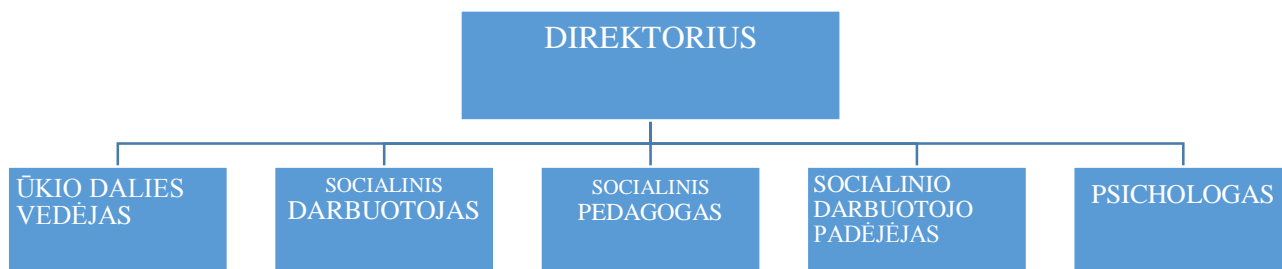 DIREKTORIUS
ŪKIO DALIES
VEDĖJAS
SOCIALINIS
DARBUOTOJAS
SOCIALINIS
PEDAGOGAS
SOCIALINIO
DARBUOTOJO
PADĖJĖJAS
PSICHOLOGAS